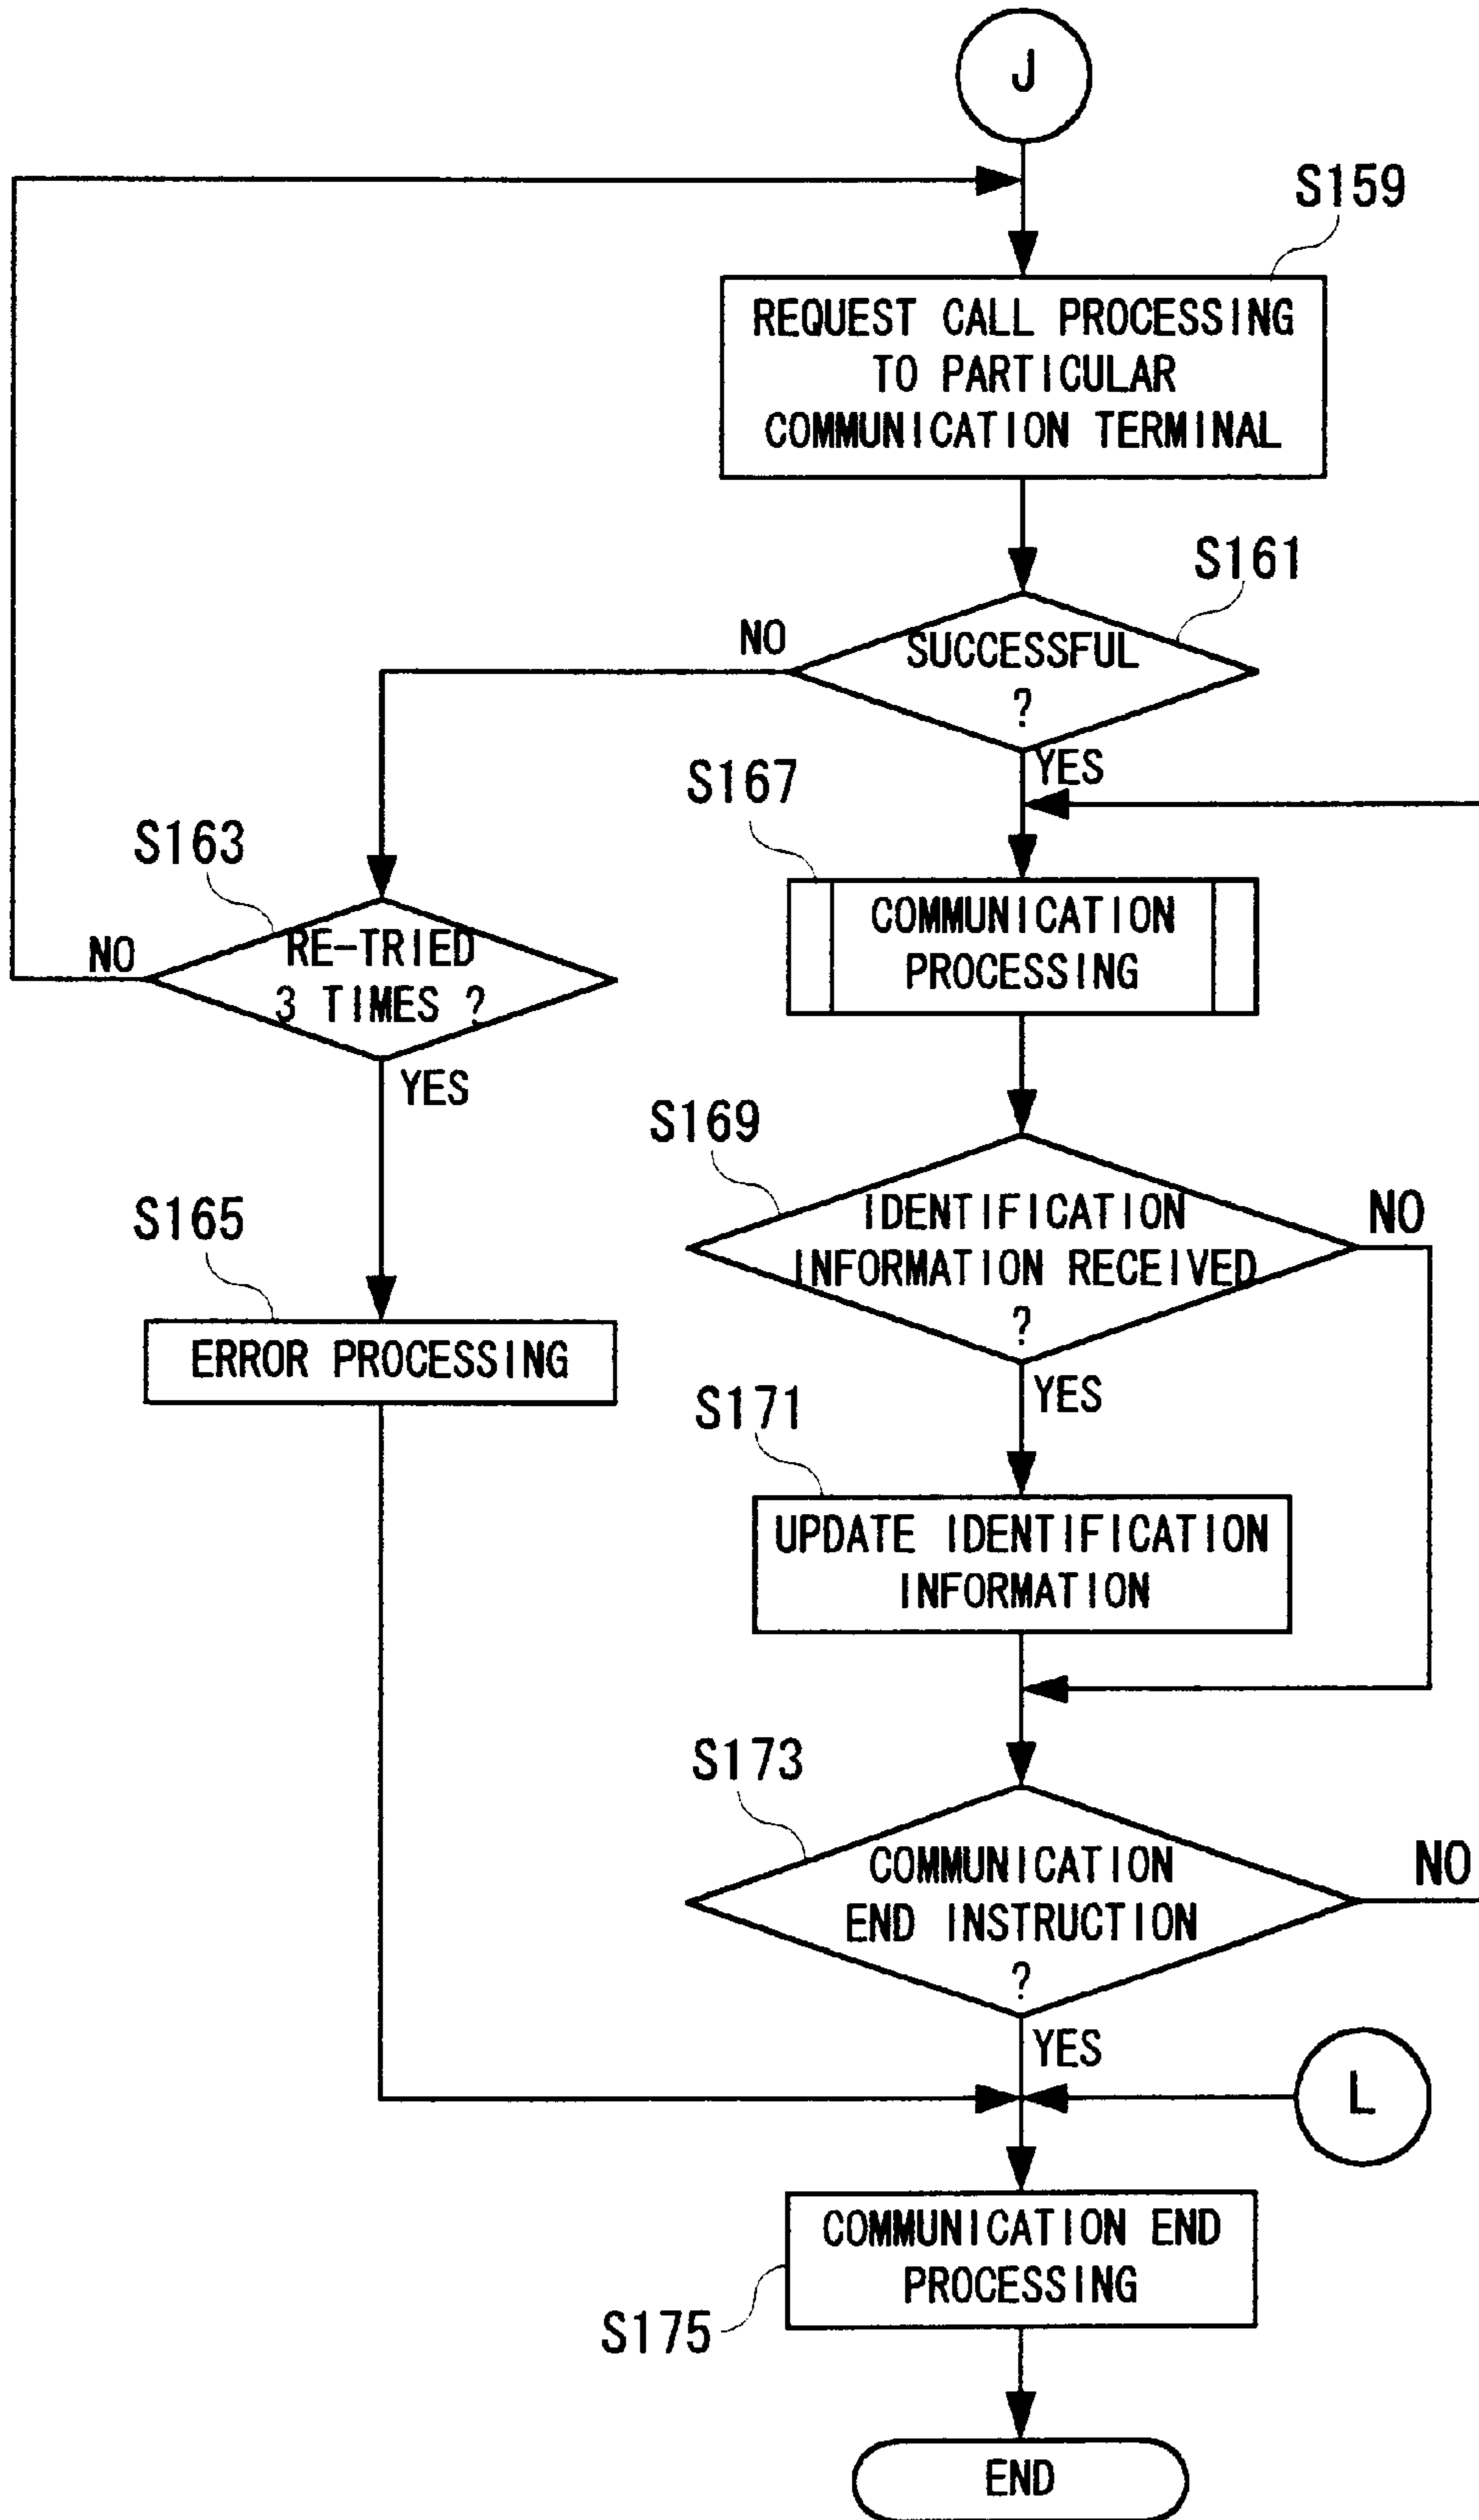 J
S159
REQUEST CALL PROCESSING
TO PARTICULAR
COMMUNICATION TERMINAL
S161
NO
SUCCESSFUL
?
YES
S167
S163
COMMUNICATION
PROCESSING
NO
RE-TRIED
3 TIMES ?
YES
S169
IDENTIFICATION
INFORMATION RECEIVED
?
NO
S165
ERROR PROCESSING
YES
S171
UPDATE IDENTIFICATION
INFORMATION
S173
COMMUNICATION
END INSTRUCTION
?
NO
YES
L
COMMUNICATION END
PROCESSING
S175
END